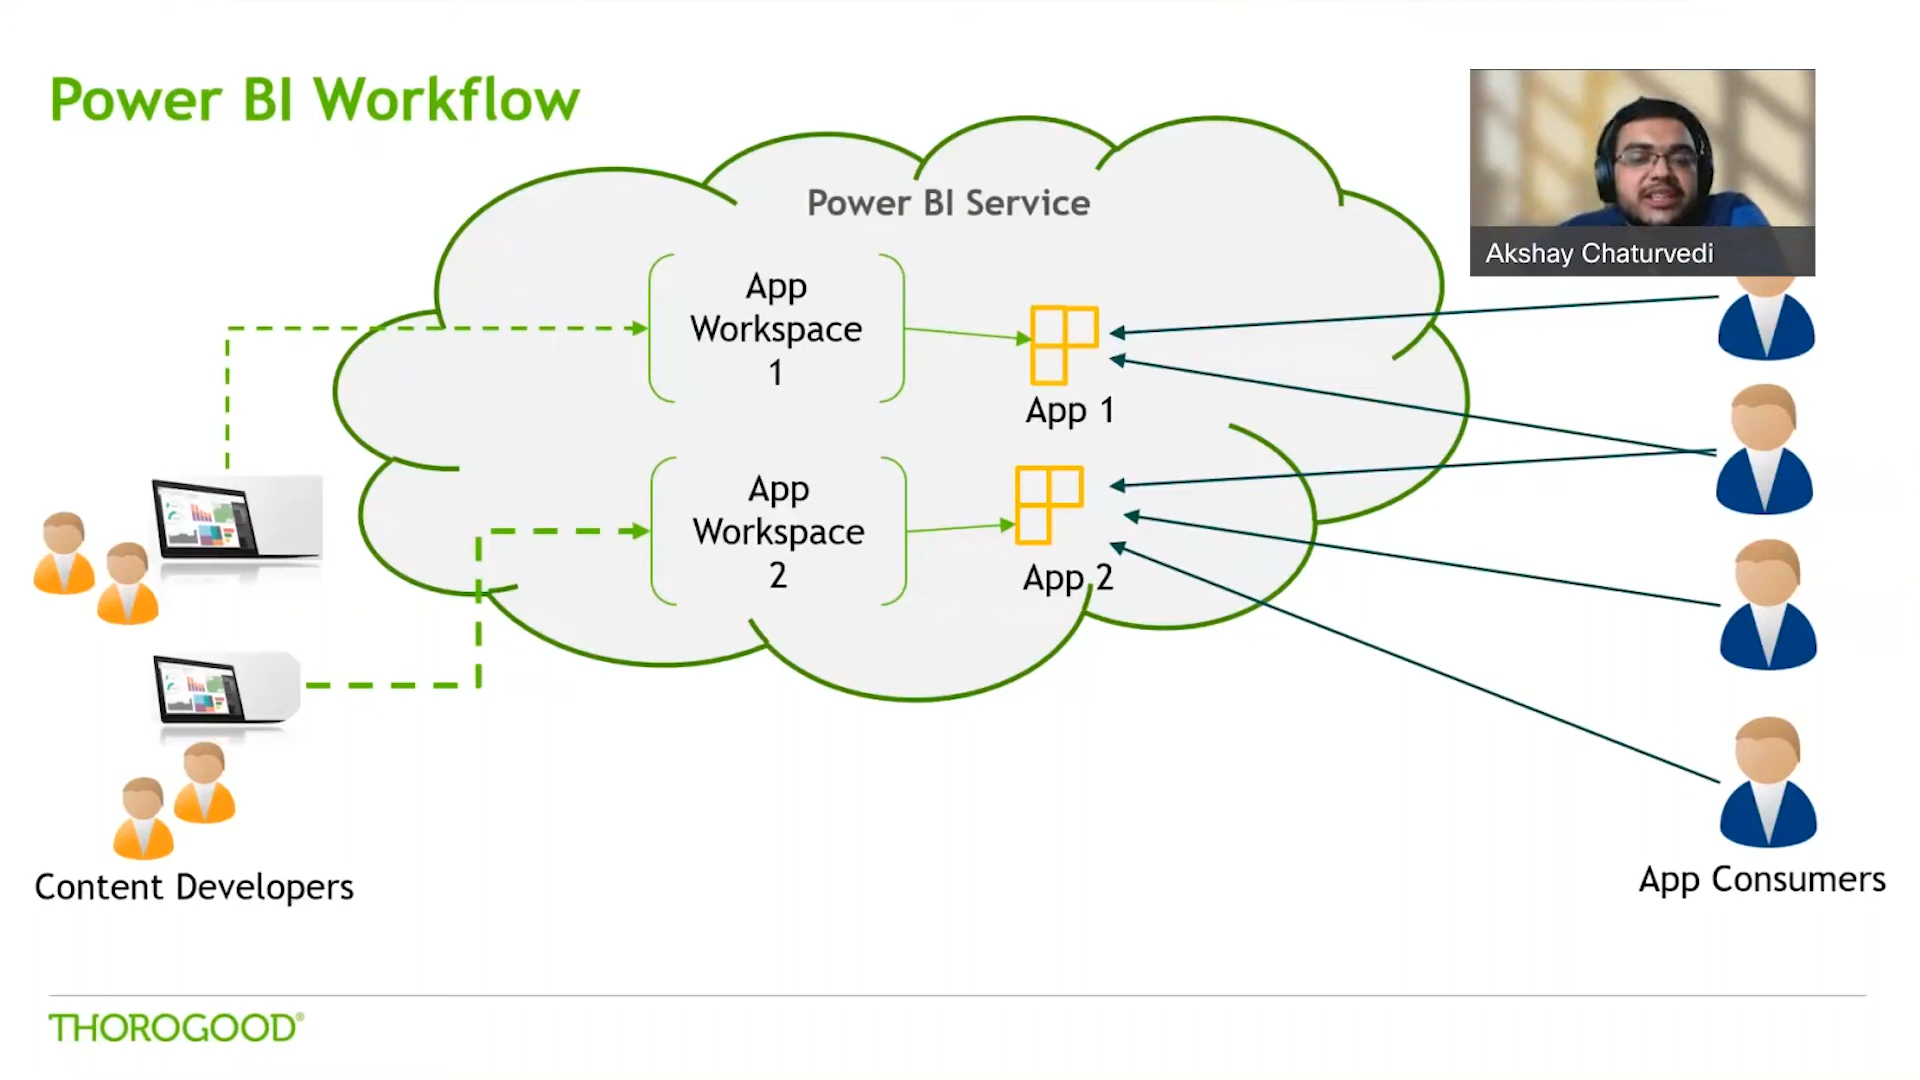 Power BI Workflow
Power BI Service
Akshay Chaturvedi
App
Workspace
1
App 1
App
Workspace
2
App 2
Content Developers
App Consumers
THOROGOOD®